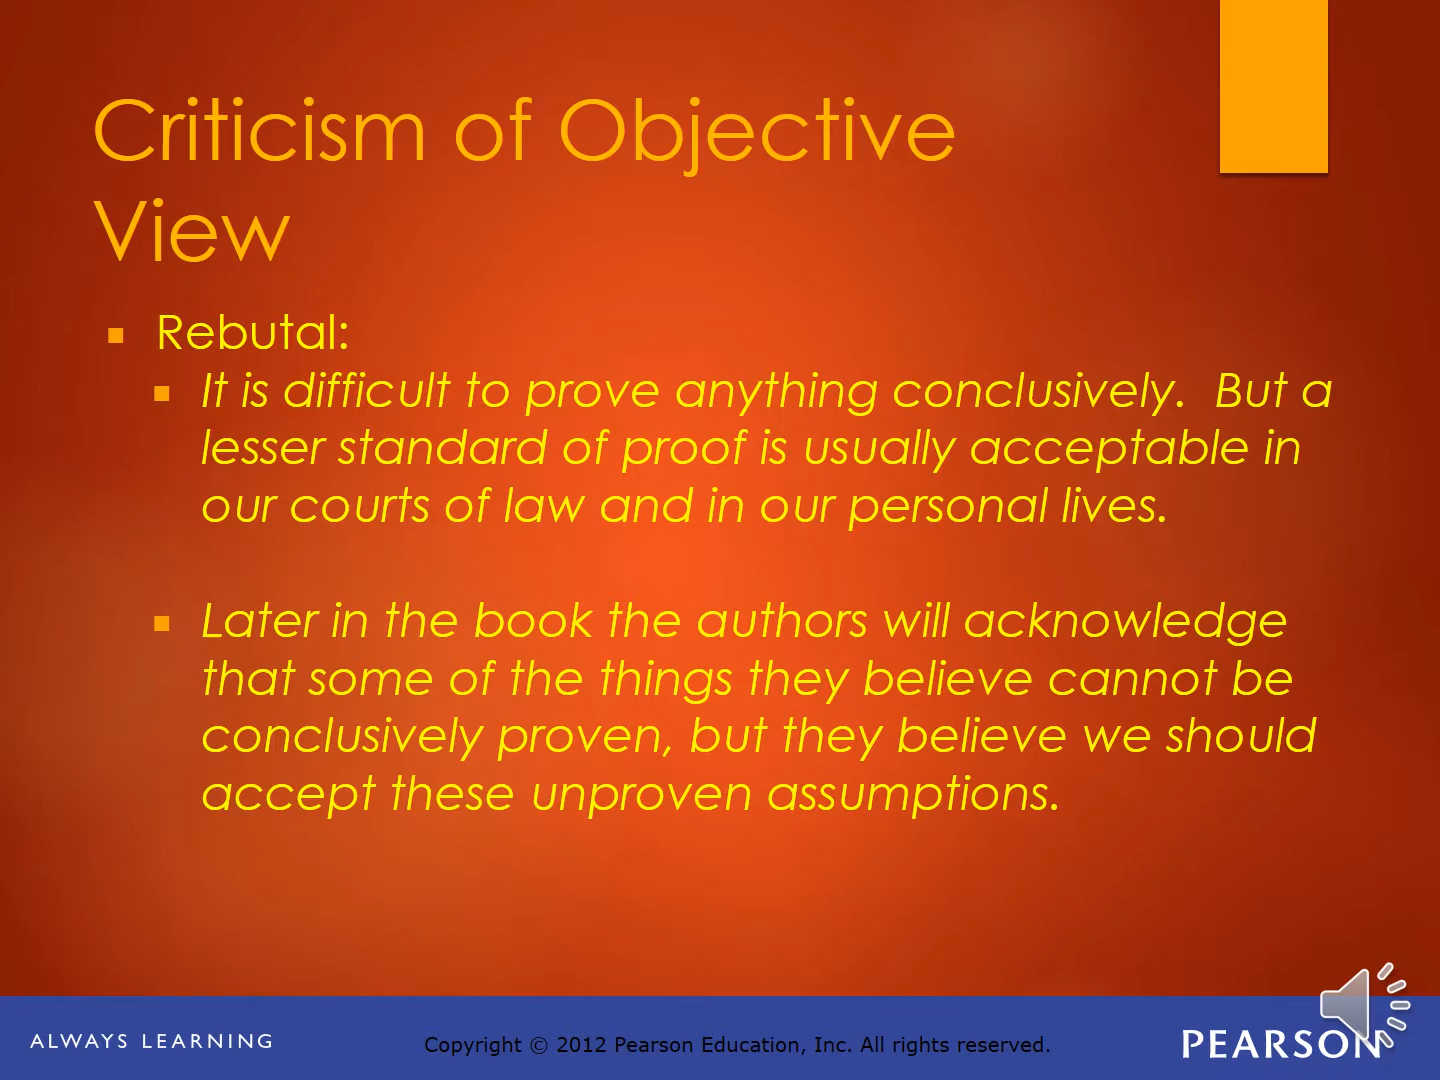 Criticism of Objective
View
Rebutal:
It is difficult to prove anything conclusively.  But a
lesser standard of proof is usually acceptable in
our courts of law and in our personal lives.
Later in the book the authors will acknowledge
that some of the things they believe cannot be
conclusively proven, but they believe we should
accept these unproven assumptions.
ALWAYS LEARNING
Copyright © 2012 Pearson Education, Inc. All rights reserved.
PEARSON